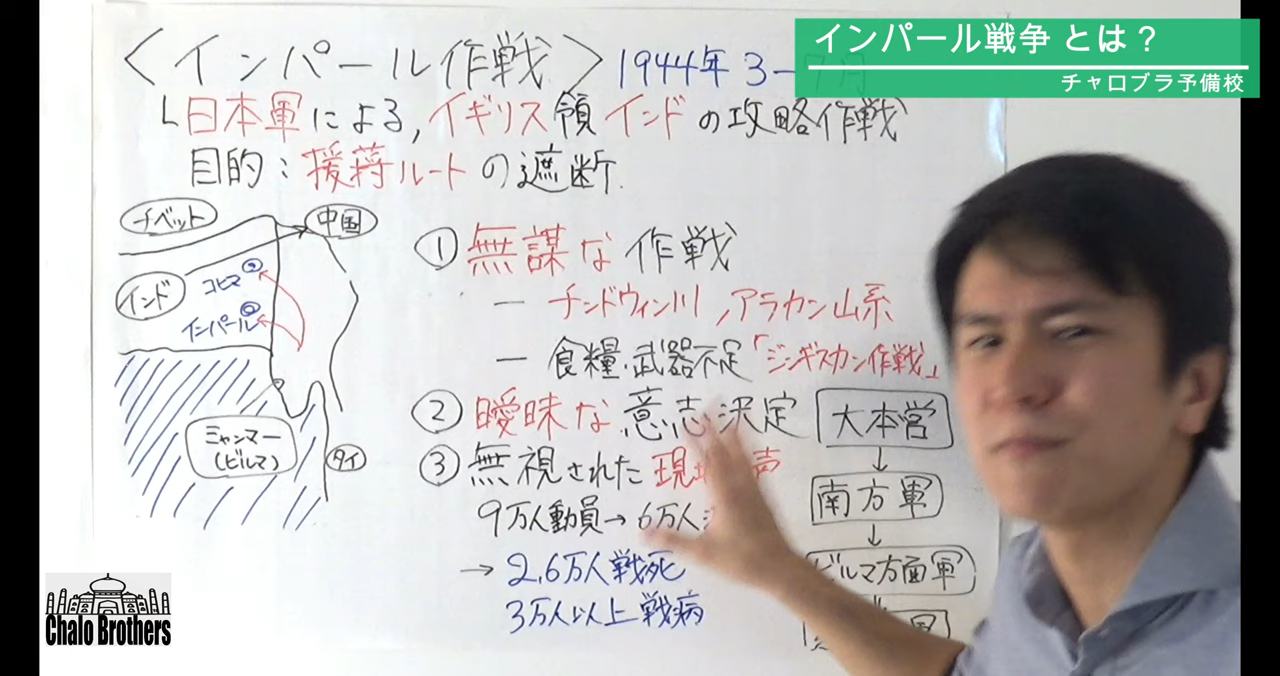 インパール戦争 とは?
チャロブラ予備校
〈インパール作戦〉1944年 3-7月
└日本軍による,イギリス領インドの攻略作戦
目的:援蒋ルートの遮断.
チベット
中国
インド
コヒマ
インパール
ミャンマー
(ビルマ)
タイ
① 無謀な作戦
― チンドウィン川,アラカン山系
― 食糧.武器不足「ジンギスカン作戦」
② 曖昧な意志決定
③ 無視された現 声
9万人動員→6万人
→ 2.6万人戦死
3万人以上戦病
大本営
↓
南方軍
↓
ビルマ方面軍
Chalo Brothers